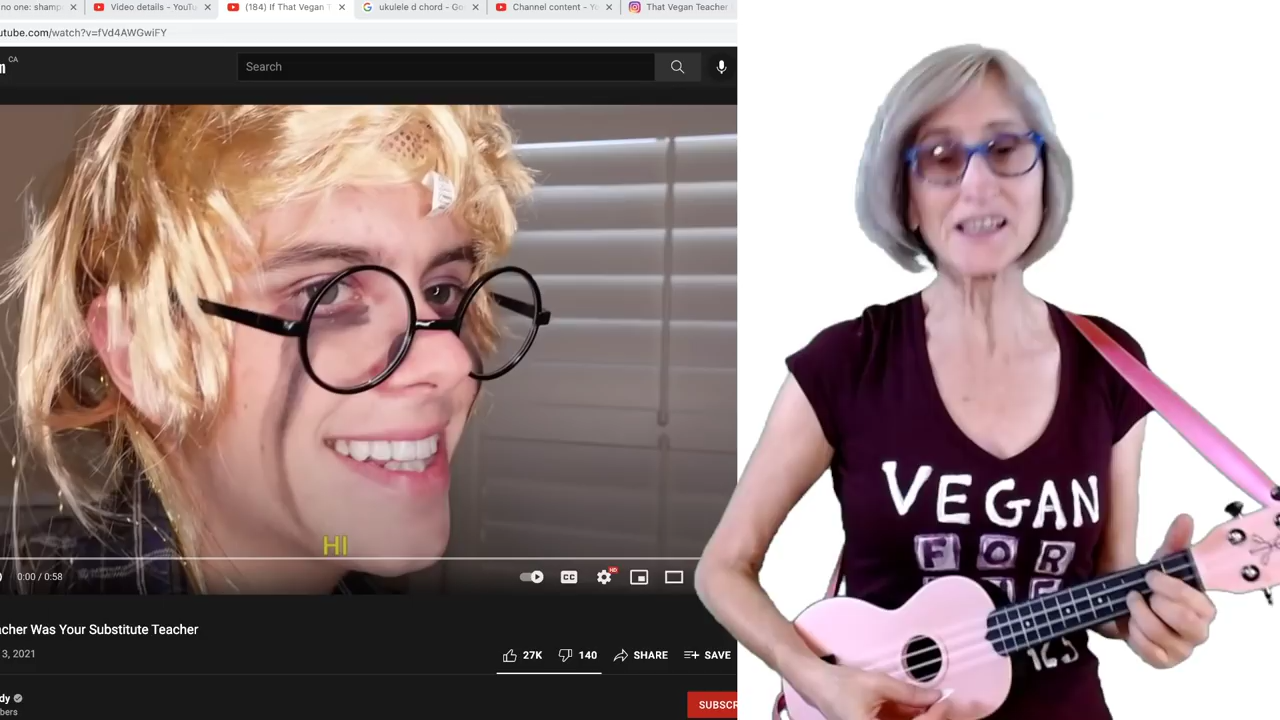 no one: shamp
Video details - YouTu
(184) If That Vegan T
ukulele d chord - Go
Channel content - Yo
That Vegan Teacher
utube.com/watch?v=fVd4AWGwiFY
CA
Search
HI
0:00 / 0:58
CC
HD
acher Was Your Substitute Teacher
3, 2021
27K
140
SHARE
SAVE
dy
bers
SUBSCR
VEGAN
FOR